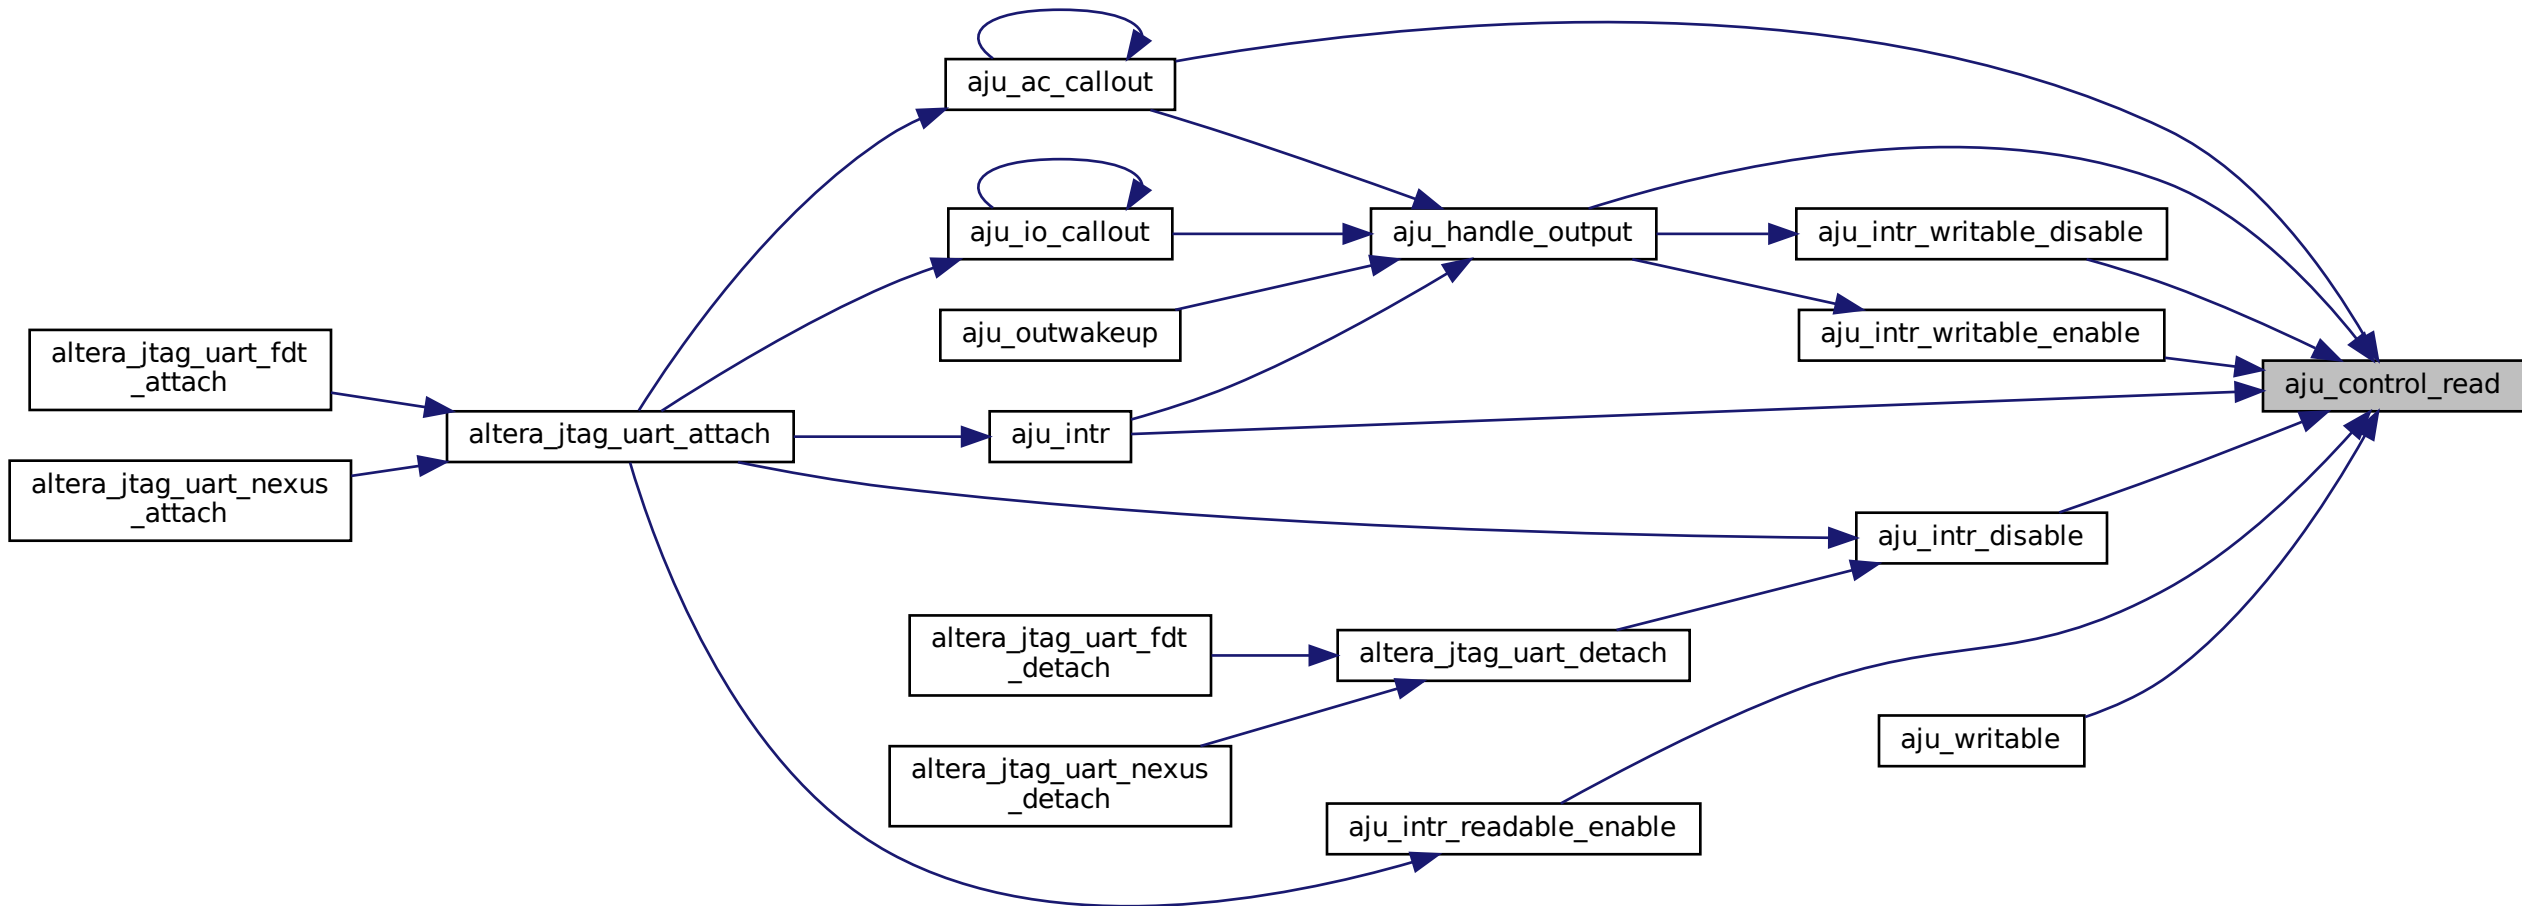 aju_ac_callout
aju_io_callout
aju_handle_output
aju_intr_writable_disable
aju_outwakeup
aju_intr_writable_enable
altera_jtag_uart_fdt
_attach
aju_control_read
altera_jtag_uart_attach
aju_intr
altera_jtag_uart_nexus
_attach
aju_intr_disable
altera_jtag_uart_fdt
_detach
altera_jtag_uart_detach
aju_writable
altera_jtag_uart_nexus
_detach
aju_intr_readable_enable